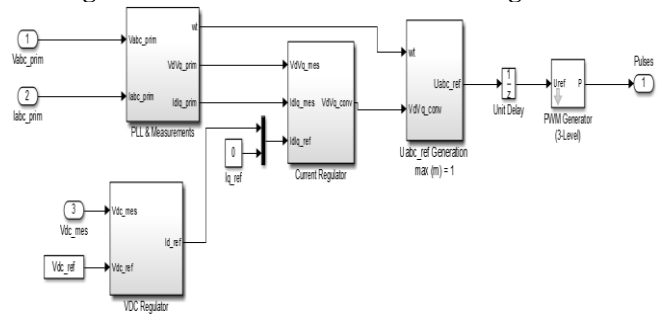 1
Vabc_prim
2
Iabc_prim
Vabc_prim
Iabc_prim
wt
VdVq_prim
IdIq_prim
PLL & Measurements
VdVq_mes
IdIq_mes
IdIq_ref
VdVq_conv
Current Regulator
0
Iq_ref
wt
VdVq_conv
Uabc_ref
Uabc_ref Generation
max (m) = 1
1
z
Unit Delay
Uref
P
PWM Generator
(3-Level)
Pulses
1
3
Vdc_mes
Vdc_ref
Vdc_mes
Vdc_ref
Id_ref
VDC Regulator